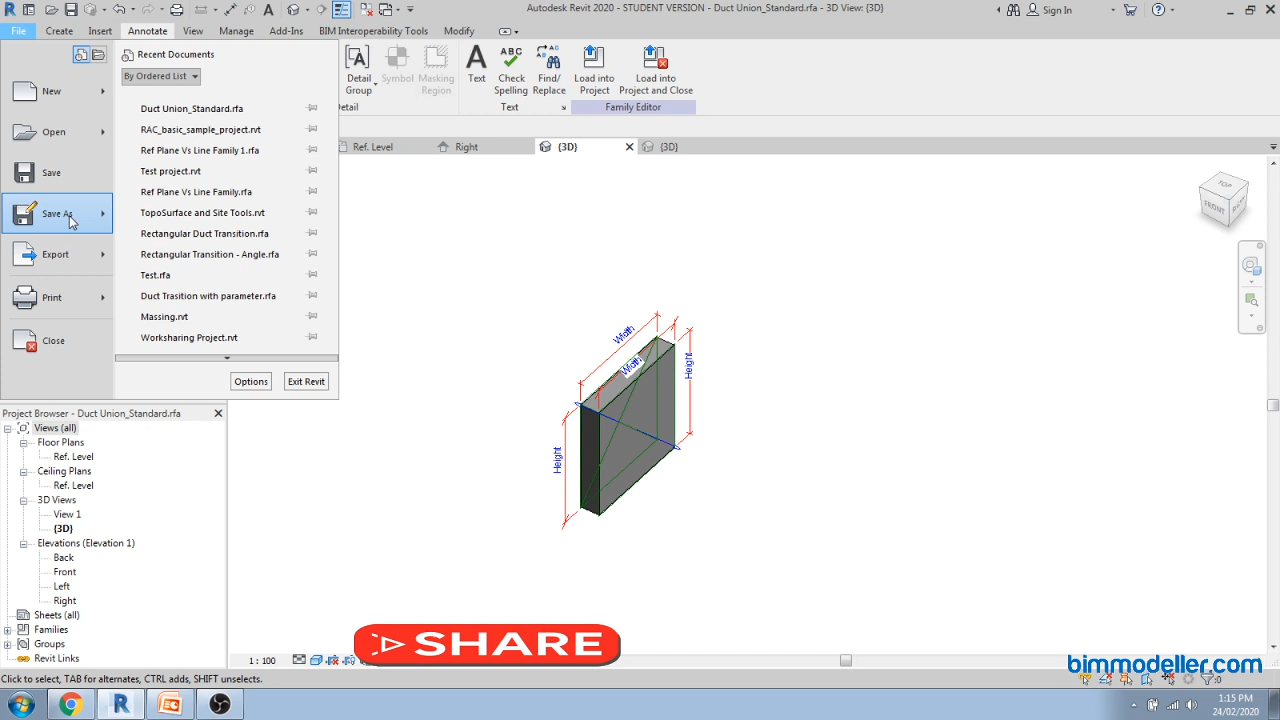 Autodesk Revit 2020 - STUDENT VERSION - Duct Union_Standard.rfa - 3D View: {3D}
Sign In
File Create Insert Annotate View Manage Add-Ins BIM Interoperability Tools Modify
Recent Documents
By Ordered List
New
Open
Save
Save As
Export
Print
Close
Duct Union_Standard.rfa
RAC_basic_sample_project.rvt
Ref Plane Vs Line Family 1.rfa
Test project.rvt
Ref Plane Vs Line Family.rfa
TopoSurface and Site Tools.rvt
Rectangular Duct Transition.rfa
Rectangular Transition - Angle.rfa
Test.rfa
Duct Trasition with parameter.rfa
Massing.rvt
Worksharing Project.rvt
Options Exit Revit
Detail Group
Symbol
Masking Region
Text
ABC
Check Spelling
Find/ Replace
Load into Project
Load into Project and Close
Detail Text Family Editor
Ref. Level Right {3D} {3D}
TOP
FRONT
Width
Width
Height
Height
Project Browser - Duct Union_Standard.rfa
Views (all)
Floor Plans
Ref. Level
Ceiling Plans
Ref. Level
3D Views
View 1
{3D}
Elevations (Elevation 1)
Back
Front
Left
Right
Sheets (all)
Families
Groups
Revit Links
SHARE
1 : 100
bimmodeller.com
Click to select, TAB for alternates, CTRL adds, SHIFT unselects.
:0
1:15 PM
24/02/2020